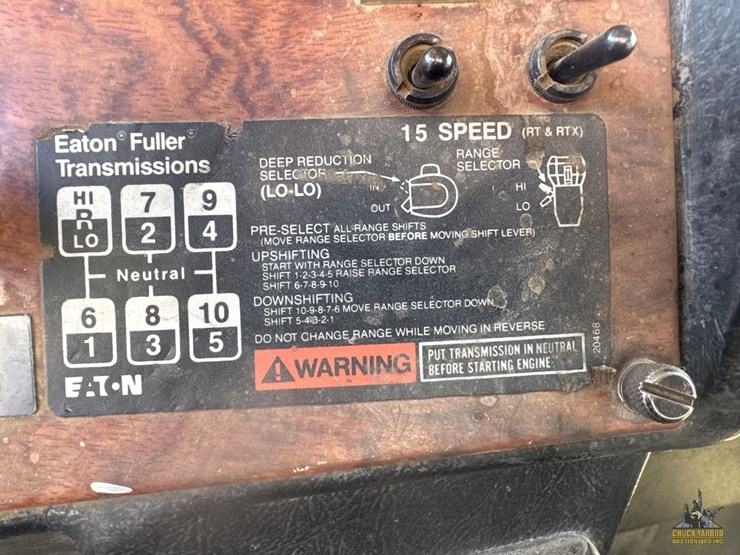 Eaton® Fuller®
Transmissions
15 SPEED (RT & RTX)
DEEP REDUCTION
SELECTOR
(LO-LO)
IN
OUT
RANGE
SELECTOR
HI
LO
HI
R
LO
7
2
9
4
Neutral
6
1
8
3
10
5
PRE-SELECT ALL RANGE SHIFTS
(MOVE RANGE SELECTOR BEFORE MOVING SHIFT LEVER)
UPSHIFTING
START WITH RANGE SELECTOR DOWN
SHIFT 1-2-3-4-5 RAISE RANGE SELECTOR
SHIFT 6-7-8-9-10
DOWNSHIFTING
SHIFT 10-9-8-7-6 MOVE RANGE SELECTOR DOWN
SHIFT 5-4-3-2-1
DO NOT CHANGE RANGE WHILE MOVING IN REVERSE
WARNING
PUT TRANSMISSION IN NEUTRAL
BEFORE STARTING ENGINE
20468
EATON
CHUCK YARBRO
AUCTIONEERS INC.